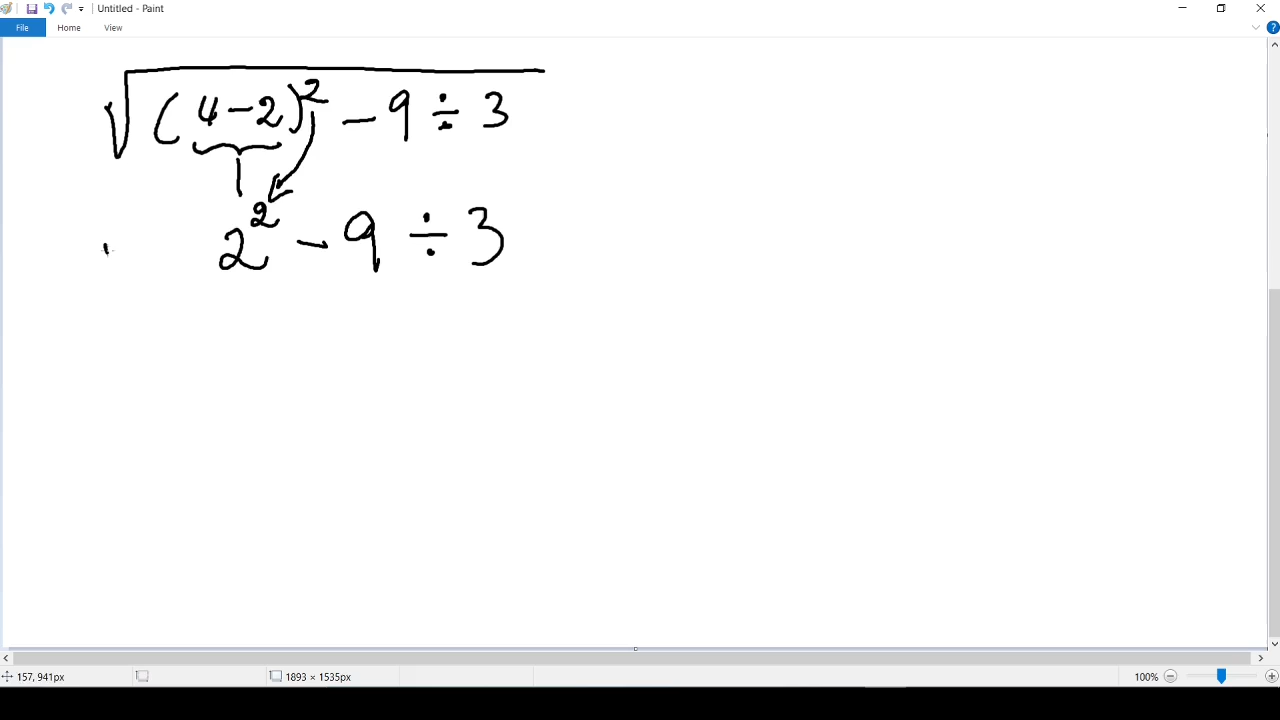 Untitled - Paint
File Home View
√(4-2)² - 9 ÷ 3
2² - 9 ÷ 3
157, 941px 1893 × 1535px 100%